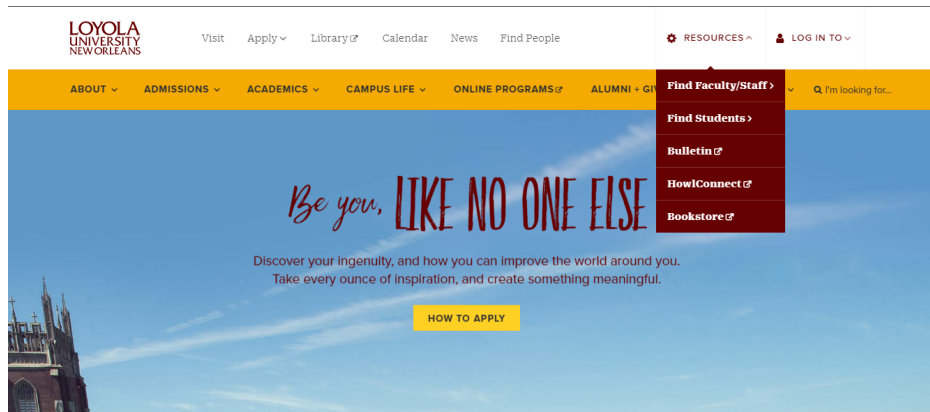 LOYOLA
UNIVERSITY
NEW ORLEANS
Visit Apply Library Calendar News Find People
RESOURCES LOG IN TO
ABOUT ADMISSIONS ACADEMICS CAMPUS LIFE ONLINE PROGRAMS ALUMNI + I'm looking for...
Find Faculty/Staff
Find Students
Bulletin
HowlConnect
Bookstore
Be you, LIKE NO ONE ELSE
Discover your ingenuity, and how you can improve the world around you.
Take every ounce of inspiration, and create something meaningful.
HOW TO APPLY